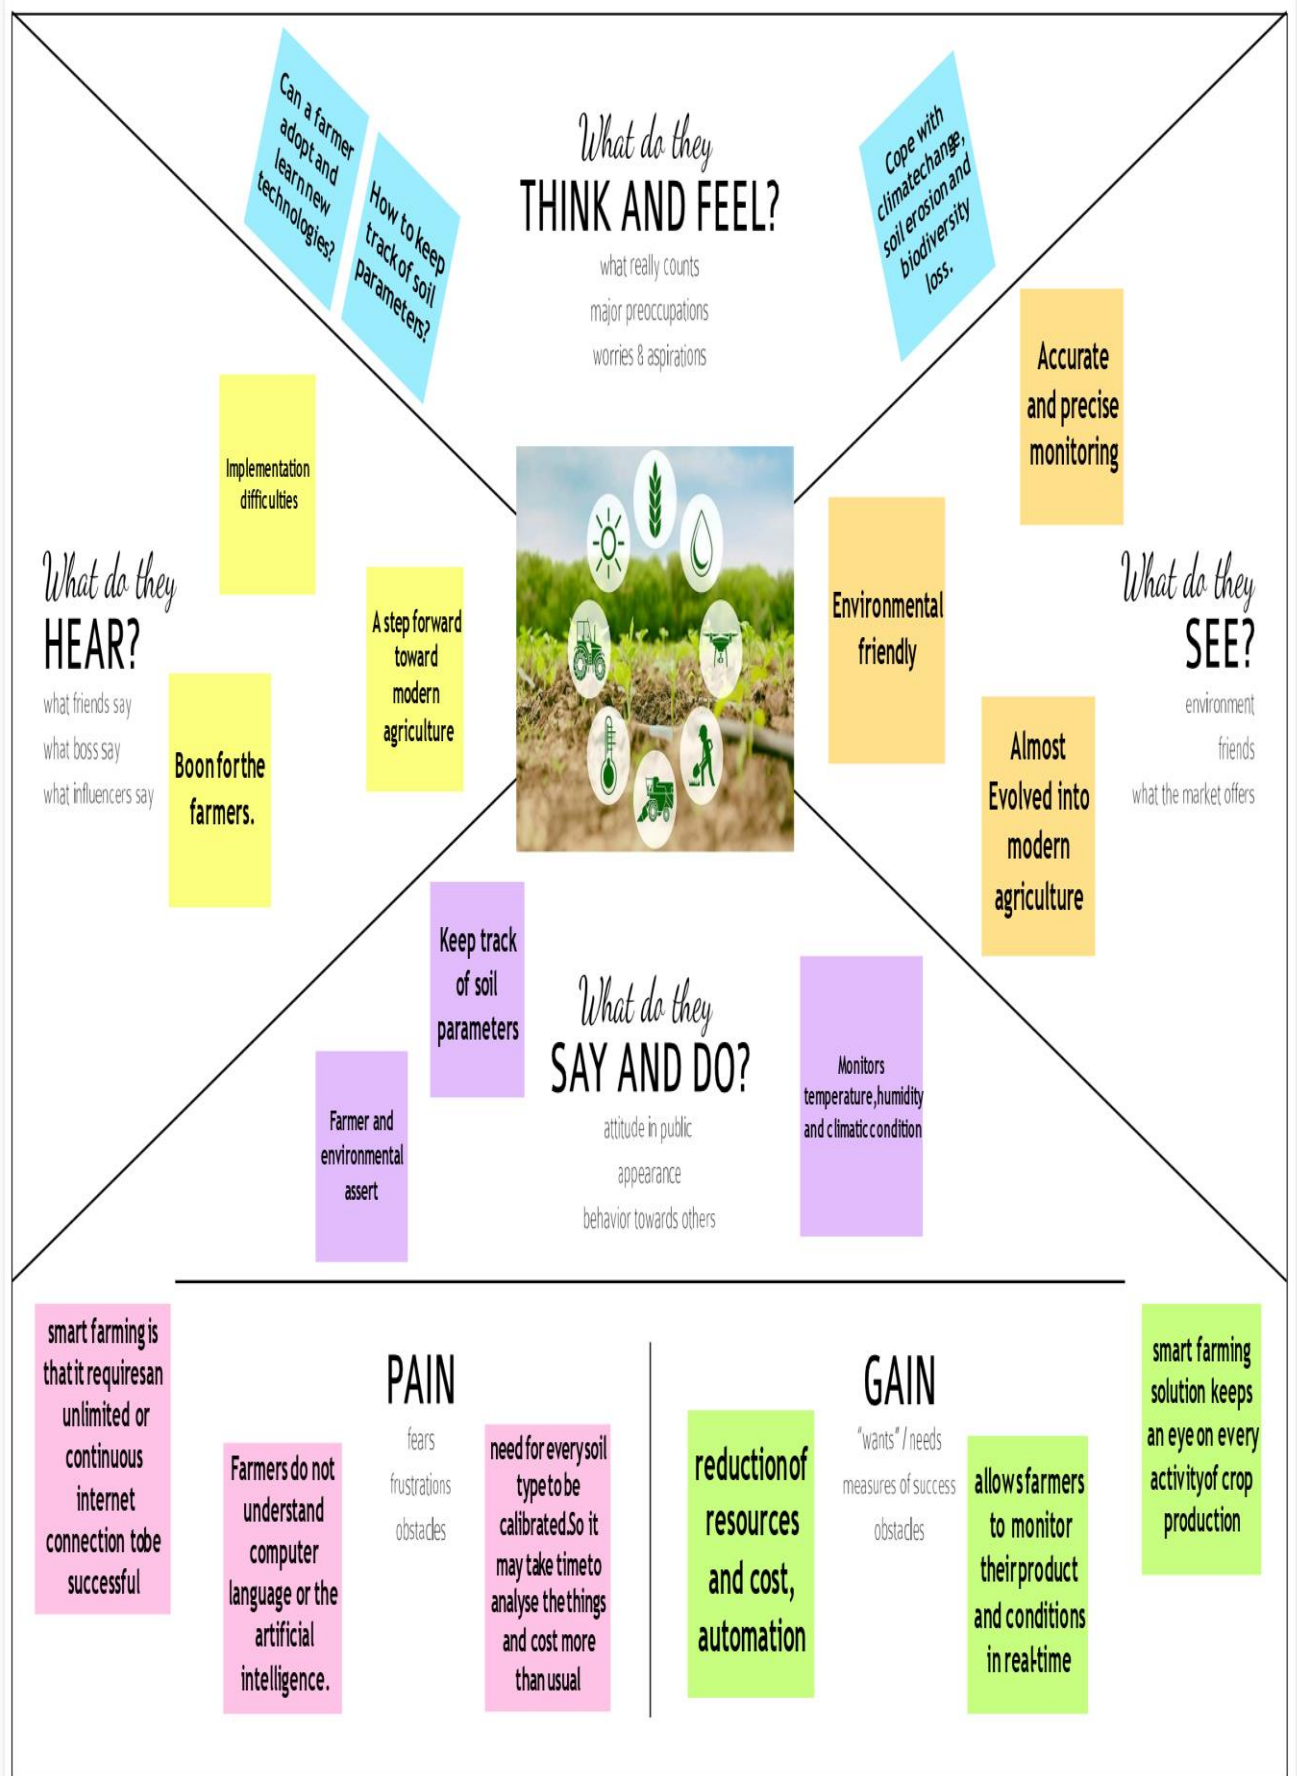 Can a farmer
adopt and
learn new
technologies?
How to keep
track of soil
parameters?
What do they
THINK AND FEEL?
what really counts
major preoccupations
worries & aspirations
Cope with
climatechange,
soil erosion and
biodiversity
loss.
What do they
HEAR?
what friends say
what boss say
what influencers say
Implementation
difficulties
A step forward
toward
modern
agriculture
Boon for the
farmers.
Accurate
and precise
monitoring
Environmental
friendly
Almost
Evolved into
modern
agriculture
What do they
SEE?
environment
friends
what the market offers
Keep track
of soil
parameters
Farmer and
environmental
assert
What do they
SAY AND DO?
attitude in public
appearance
behavior towards others
Monitors
temperature,humidity
and climatic condition
smart farming is
that it requires an
unlimited or
continuous
internet
connection to be
successful
Farmers do not
understand
computer
language or the
artificial
intelligence.
PAIN
fears
frustrations
obstacles
need for every soil
type to be
calibrated.So it
may take time to
analyse the things
and cost more
than usual
reduction of
resources
and cost,
automation
GAIN
"wants" / needs
measures of success
obstacles
allows farmers
to monitor
their product
and conditions
in real-time
smart farming
solution keeps
an eye on every
activity of crop
production